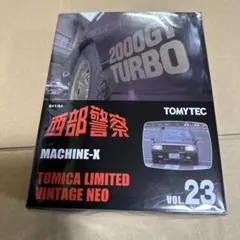 2000GT
TURBO
西部警察
TOMYTEC
MACHINE-X
TOMICA LIMITED
VINTAGE NEO
VOL. 23